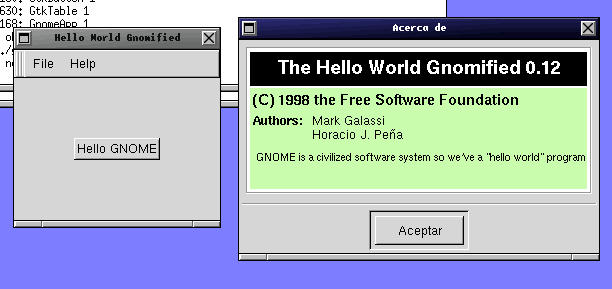 630: GtkTable 1
168: GnomeApp 1
Hello World Gnomified
File Help
Hello GNOME
Acerca de
The Hello World Gnomified 0.12
(C) 1998 the Free Software Foundation
Authors: Mark Galassi
Horacio J. Peña
GNOME is a civilized software system so we've a "hello world" program
Aceptar